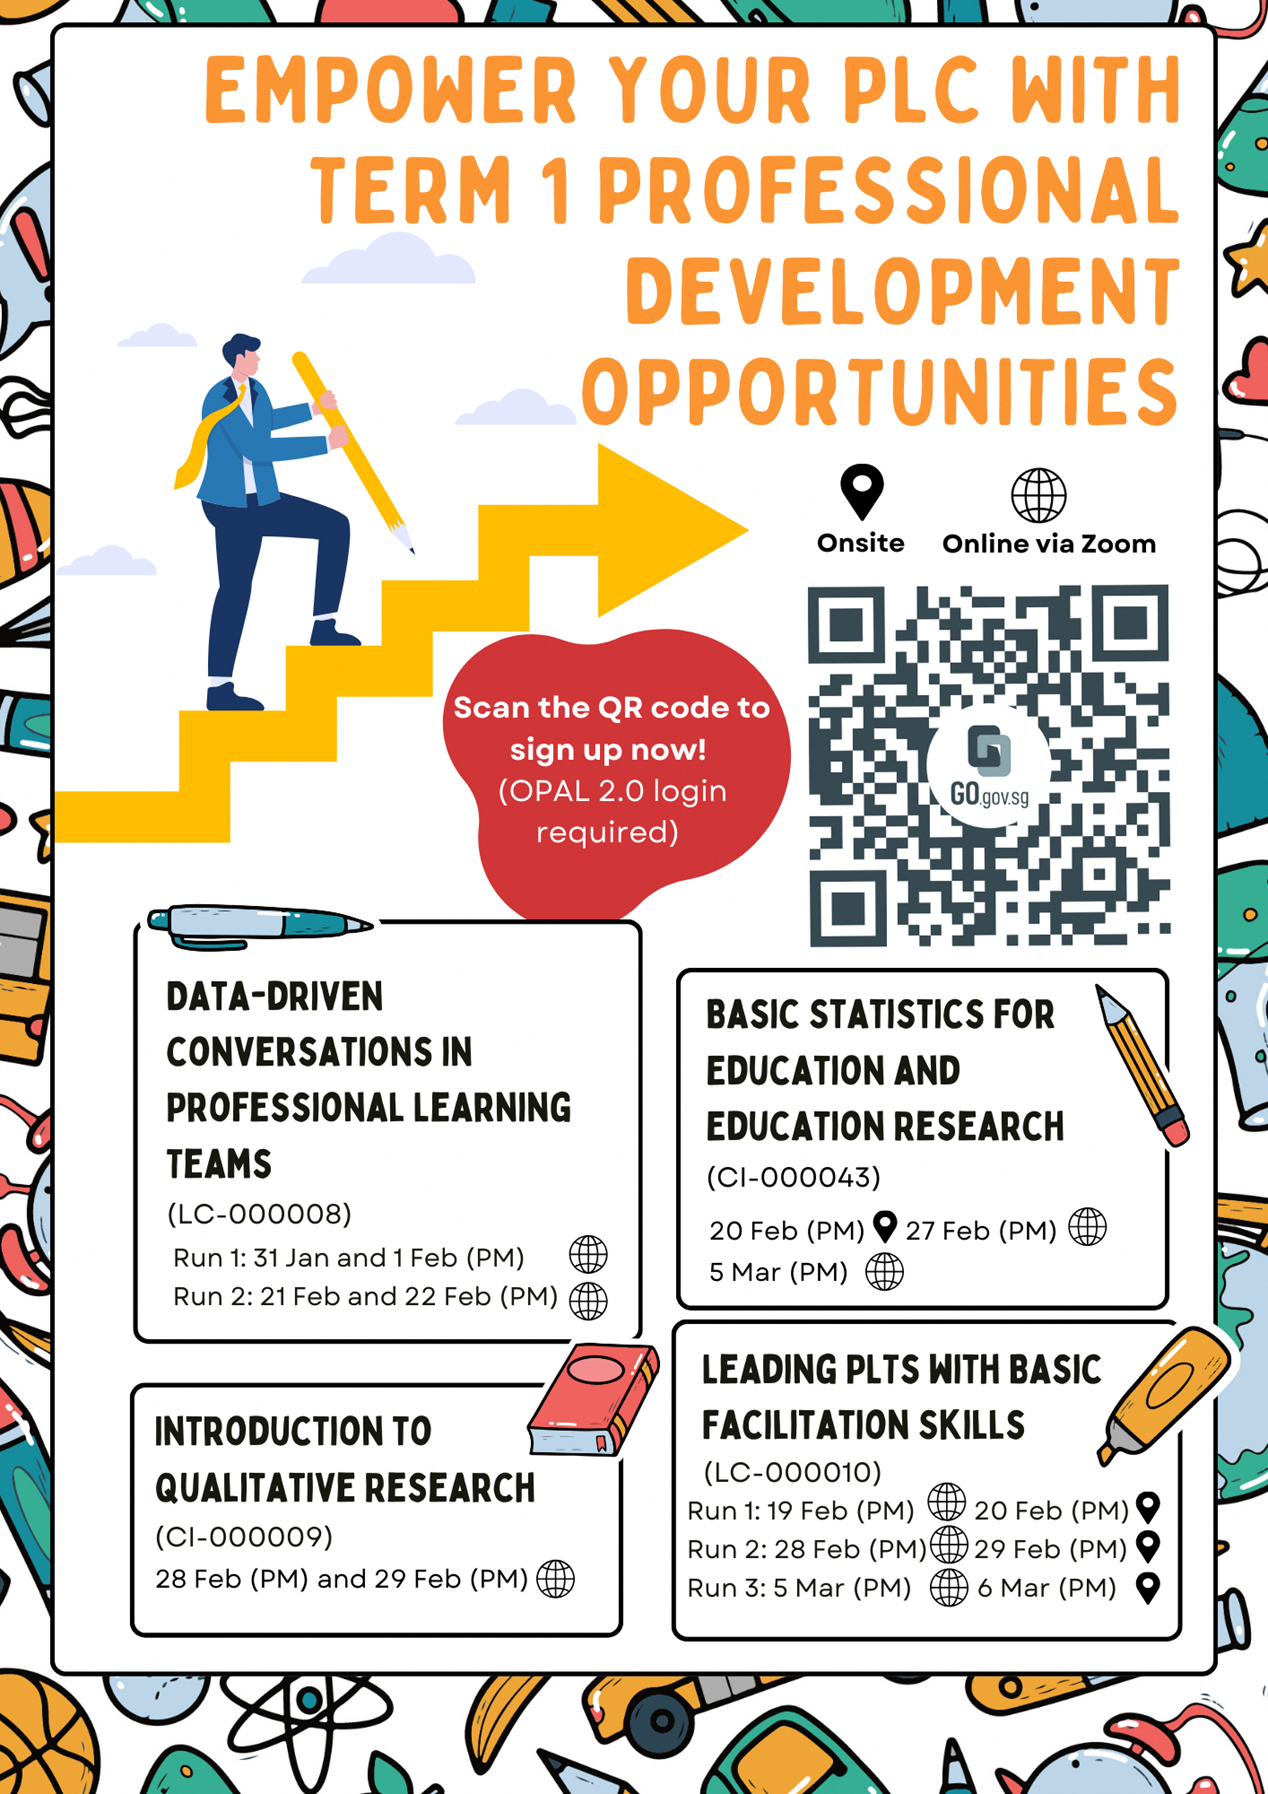 EMPOWER YOUR PLC WITH
TERM 1 PROFESSIONAL
DEVELOPMENT
OPPORTUNITIES
Onsite
Online via Zoom
Scan the QR code to
sign up now!
(OPAL 2.0 login
required)
GO.gov.sg
DATA-DRIVEN
CONVERSATIONS IN
PROFESSIONAL LEARNING
TEAMS
(LC-000008)
Run 1: 31 Jan and 1 Feb (PM)
Run 2: 21 Feb and 22 Feb (PM)
BASIC STATISTICS FOR
EDUCATION AND
EDUCATION RESEARCH
(CI-000043)
20 Feb (PM) 27 Feb (PM)
5 Mar (PM)
INTRODUCTION TO
QUALITATIVE RESEARCH
(CI-000009)
28 Feb (PM) and 29 Feb (PM)
LEADING PLTS WITH BASIC
FACILITATION SKILLS
(LC-000010)
Run 1: 19 Feb (PM) 20 Feb (PM)
Run 2: 28 Feb (PM) 29 Feb (PM)
Run 3: 5 Mar (PM) 6 Mar (PM)